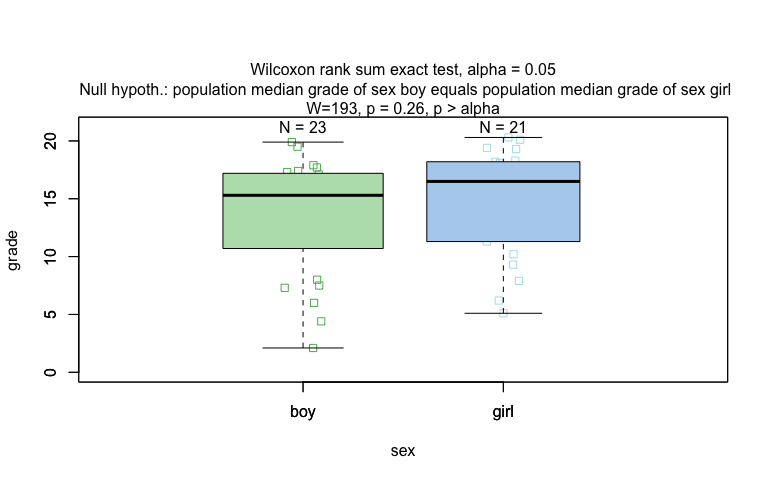 Wilcoxon rank sum exact test, alpha = 0.05
Null hypoth.: population median grade of sex boy equals population median grade of sex girl
W=193, p = 0.26, p > alpha
N = 23 N = 21
20
15
10
5
0
grade
boy girl
sex